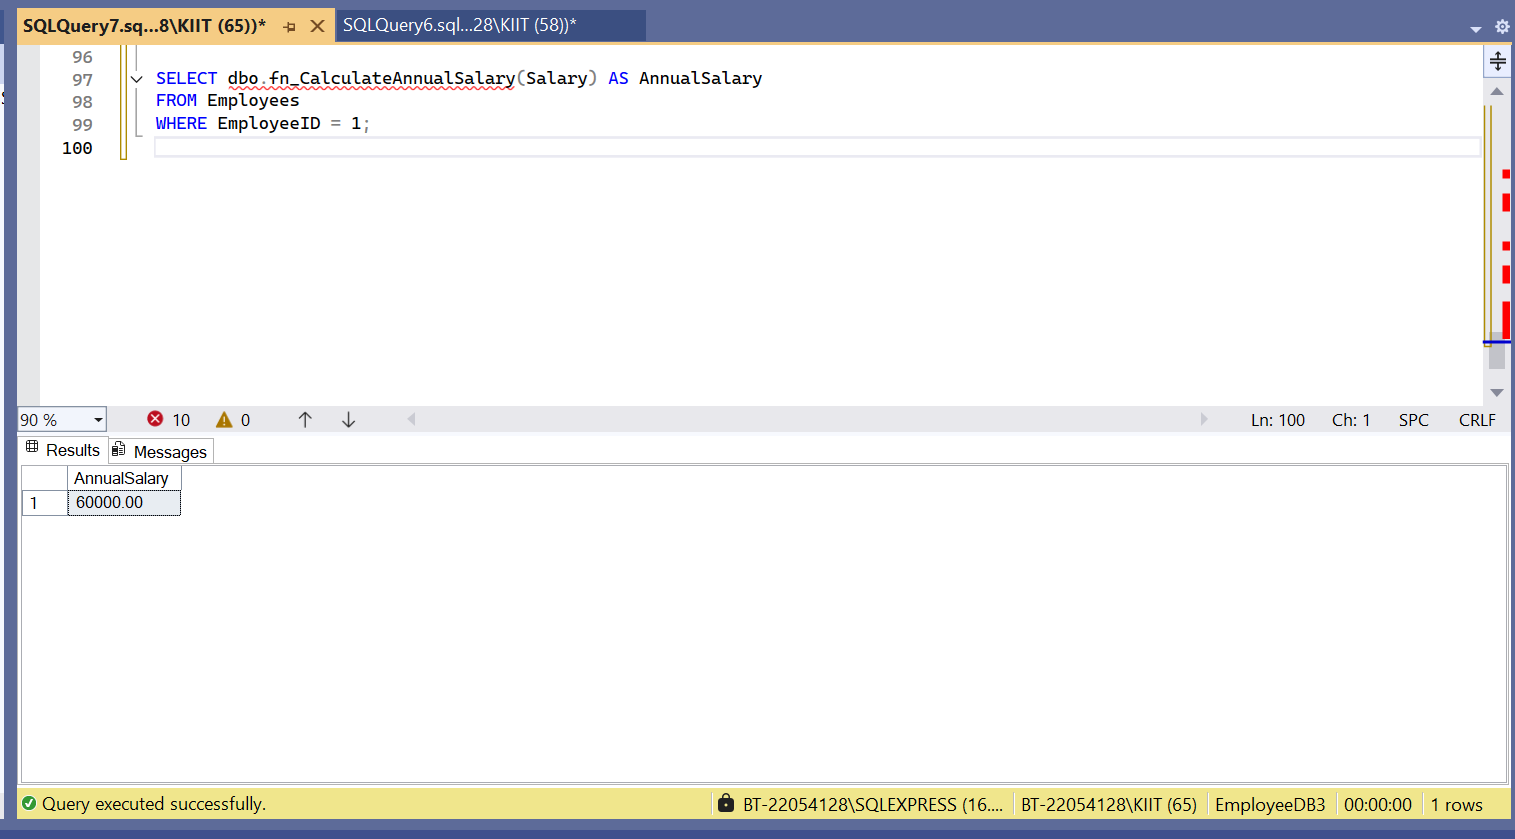 SQLQuery7.sq...8\KIIT (65))* SQLQuery6.sql...28\KIIT (58))*
96
97 SELECT dbo.fn_CalculateAnnualSalary(Salary) AS AnnualSalary
98 FROM Employees
99 WHERE EmployeeID = 1;
100
90 % 10 0 Ln: 100 Ch: 1 SPC CRLF
Results Messages
AnnualSalary
1 60000.00
Query executed successfully. BT-22054128\SQLEXPRESS (16.... BT-22054128\KIIT (65) EmployeeDB3 00:00:00 1 rows